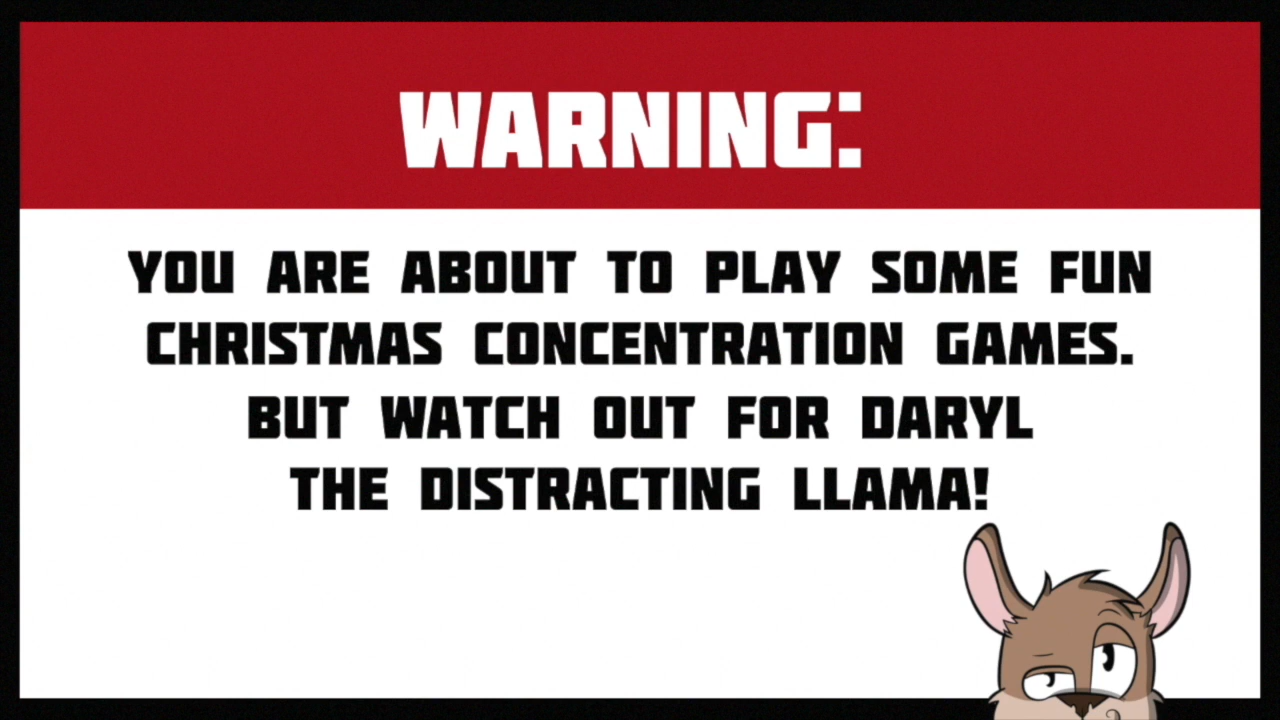 WARNING:
YOU ARE ABOUT TO PLAY SOME FUN
CHRISTMAS CONCENTRATION GAMES.
BUT WATCH OUT FOR DARYL
THE DISTRACTING LLAMA!